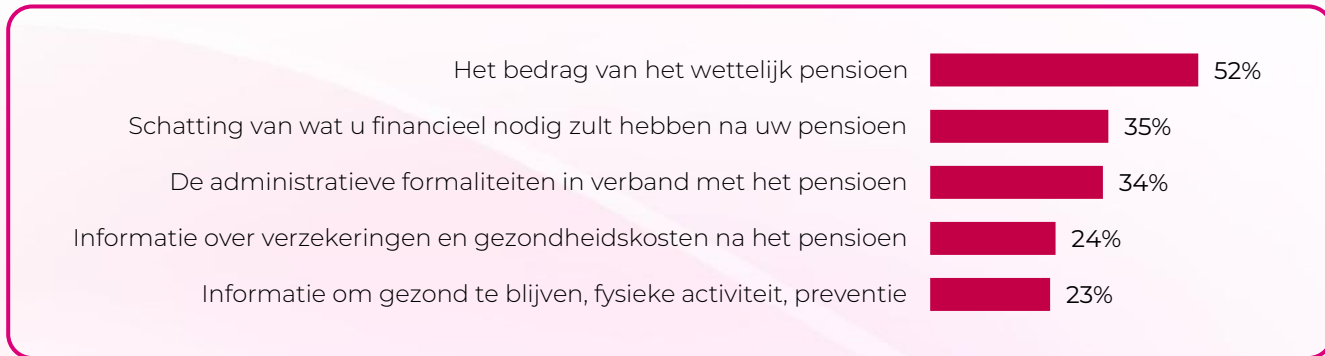 Het bedrag van het wettelijk pensioen 52%
Schatting van wat u financieel nodig zult hebben na uw pensioen 35%
De administratieve formaliteiten in verband met het pensioen 34%
Informatie over verzekeringen en gezondheidskosten na het pensioen 24%
Informatie om gezond te blijven, fysieke activiteit, preventie 23%